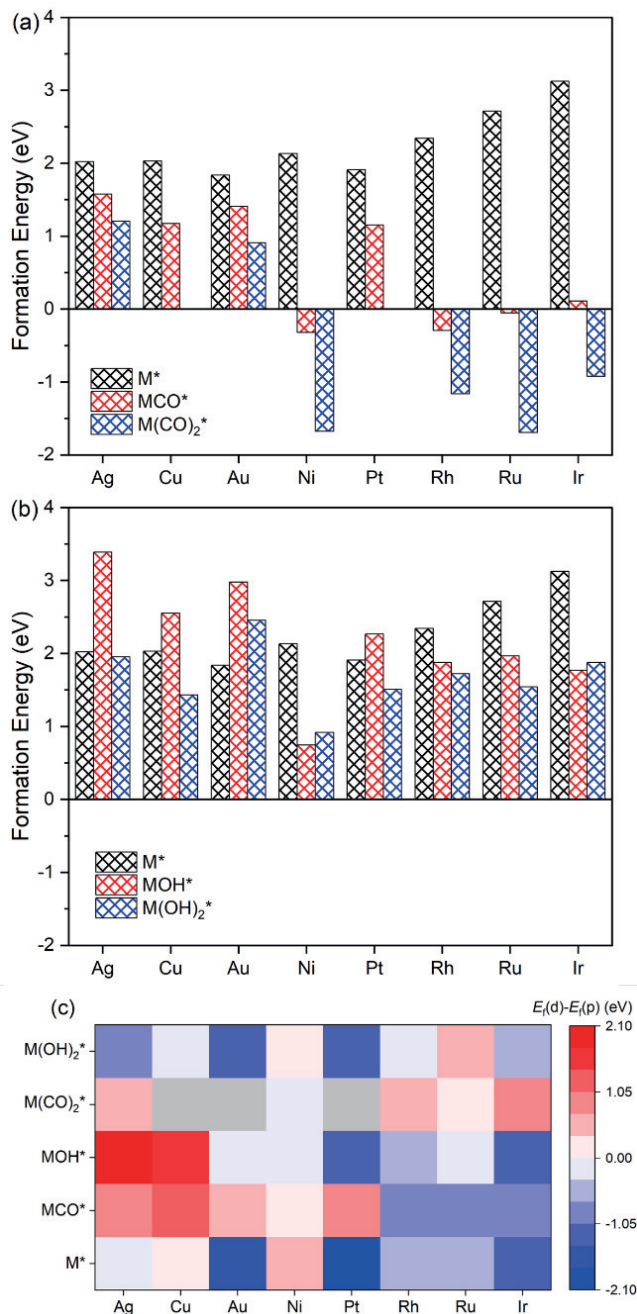 (a)
4
3
2
1
0
-1
-2
Formation Energy (eV)
M*
MCO*
M(CO)₂*
Ag Cu Au Ni Pt Rh Ru Ir
(b)
4
3
2
1
0
-1
-2
Formation Energy (eV)
M*
MOH*
M(OH)₂*
Ag Cu Au Ni Pt Rh Ru Ir
(c)
E_f(d)-E_f(p) (eV)
M(OH)₂*
M(CO)₂*
MOH*
MCO*
M*
Ag Cu Au Ni Pt Rh Ru Ir
2.10
1.05
0.00
-1.05
-2.10